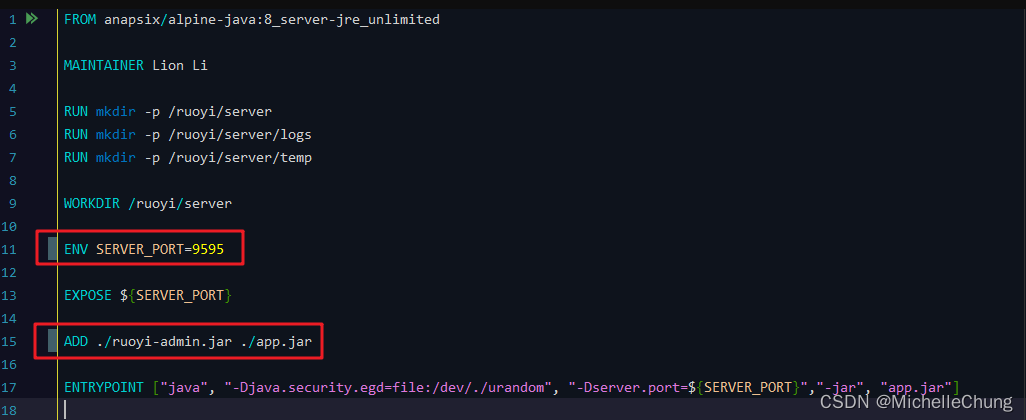 1 FROM anapsix/alpine-java:8_server-jre_unlimited
2
3 MAINTAINER Lion Li
4
5 RUN mkdir -p /ruoyi/server
6 RUN mkdir -p /ruoyi/server/logs
7 RUN mkdir -p /ruoyi/server/temp
8
9 WORKDIR /ruoyi/server
10
11 ENV SERVER_PORT=9595
12
13 EXPOSE ${SERVER_PORT}
14
15 ADD ./ruoyi-admin.jar ./app.jar
16
17 ENTRYPOINT ["java", "-Djava.security.egd=file:/dev/./urandom", "-Dserver.port=${SERVER_PORT}","-jar", "app.jar"]
18
CSDN @MichelleChung